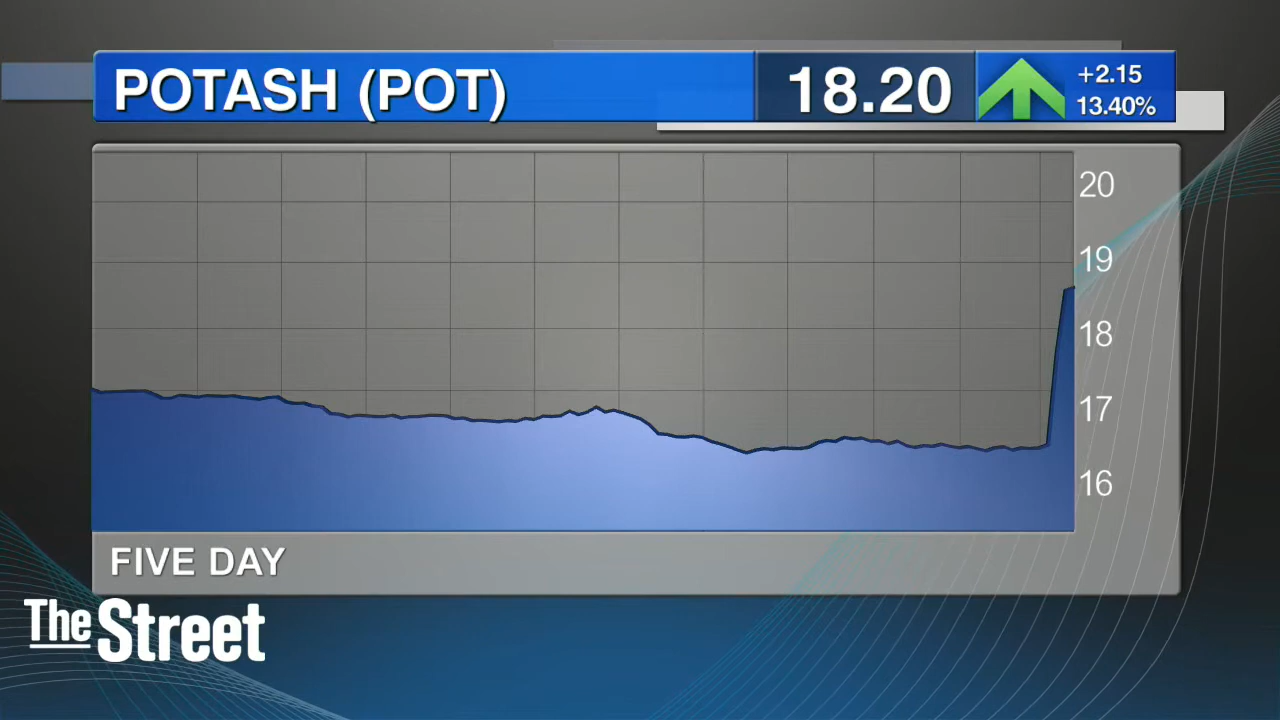 POTASH (POT)
18.20
+2.15
13.40%
20
19
18
17
16
FIVE DAY
The Street